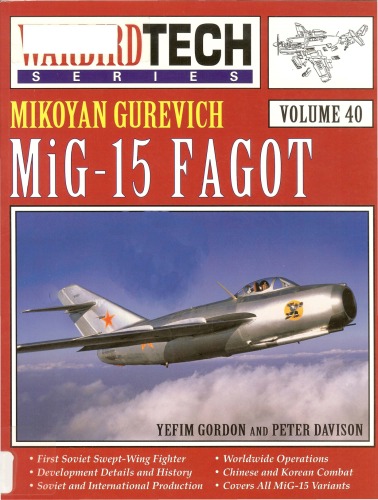 WARBIRDTECH
SERIES
MIKOYAN GUREVICH
VOLUME 40
MiG-15 FAGOT
YEFIM GORDON AND PETER DAVISON
• First Soviet Swept-Wing Fighter
• Development Details and History
• Soviet and International Production
• Worldwide Operations
• Chinese and Korean Combat
• Covers All MiG-15 Variants